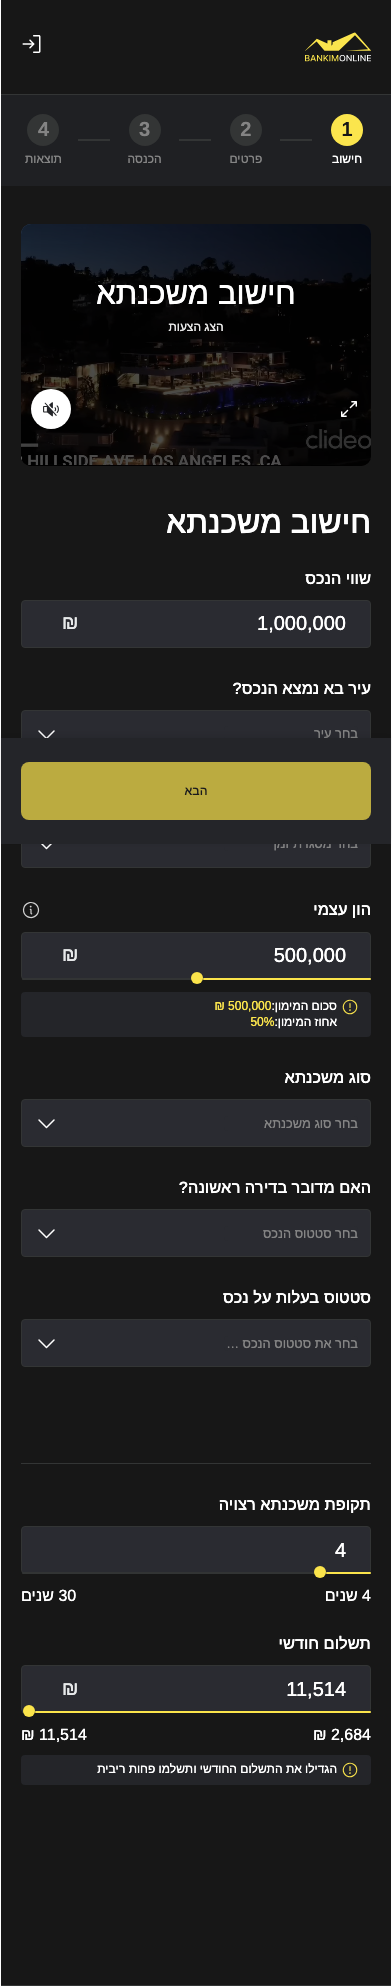 BANKIMONLINE
1
2
3
4
חישוב
פרטים
הכנסה
תוצאות
חישוב משכנתא
הצג הצעות
clideo
HILLSIDE AVE, LOS ANGELES ,CA
חישוב משכנתא
שווי הנכס
1,000,000 ₪
עיר בא נמצא הנכס?
בחר עיר
הבא
בחר מסגרת זמן
הון עצמי
500,000 ₪
סכום המימון:500,000 ₪
אחוז המימון:50%
סוג משכנתא
בחר סוג משכנתא
האם מדובר בדירה ראשונה?
בחר סטטוס הנכס
סטטוס בעלות על נכס
בחר את סטטוס הנכס ...
תקופת משכנתא רצויה
4
4 שנים
30 שנים
תשלום חודשי
11,514 ₪
2,684 ₪
11,514 ₪
הגדילו את התשלום החודשי ותשלמו פחות ריבית